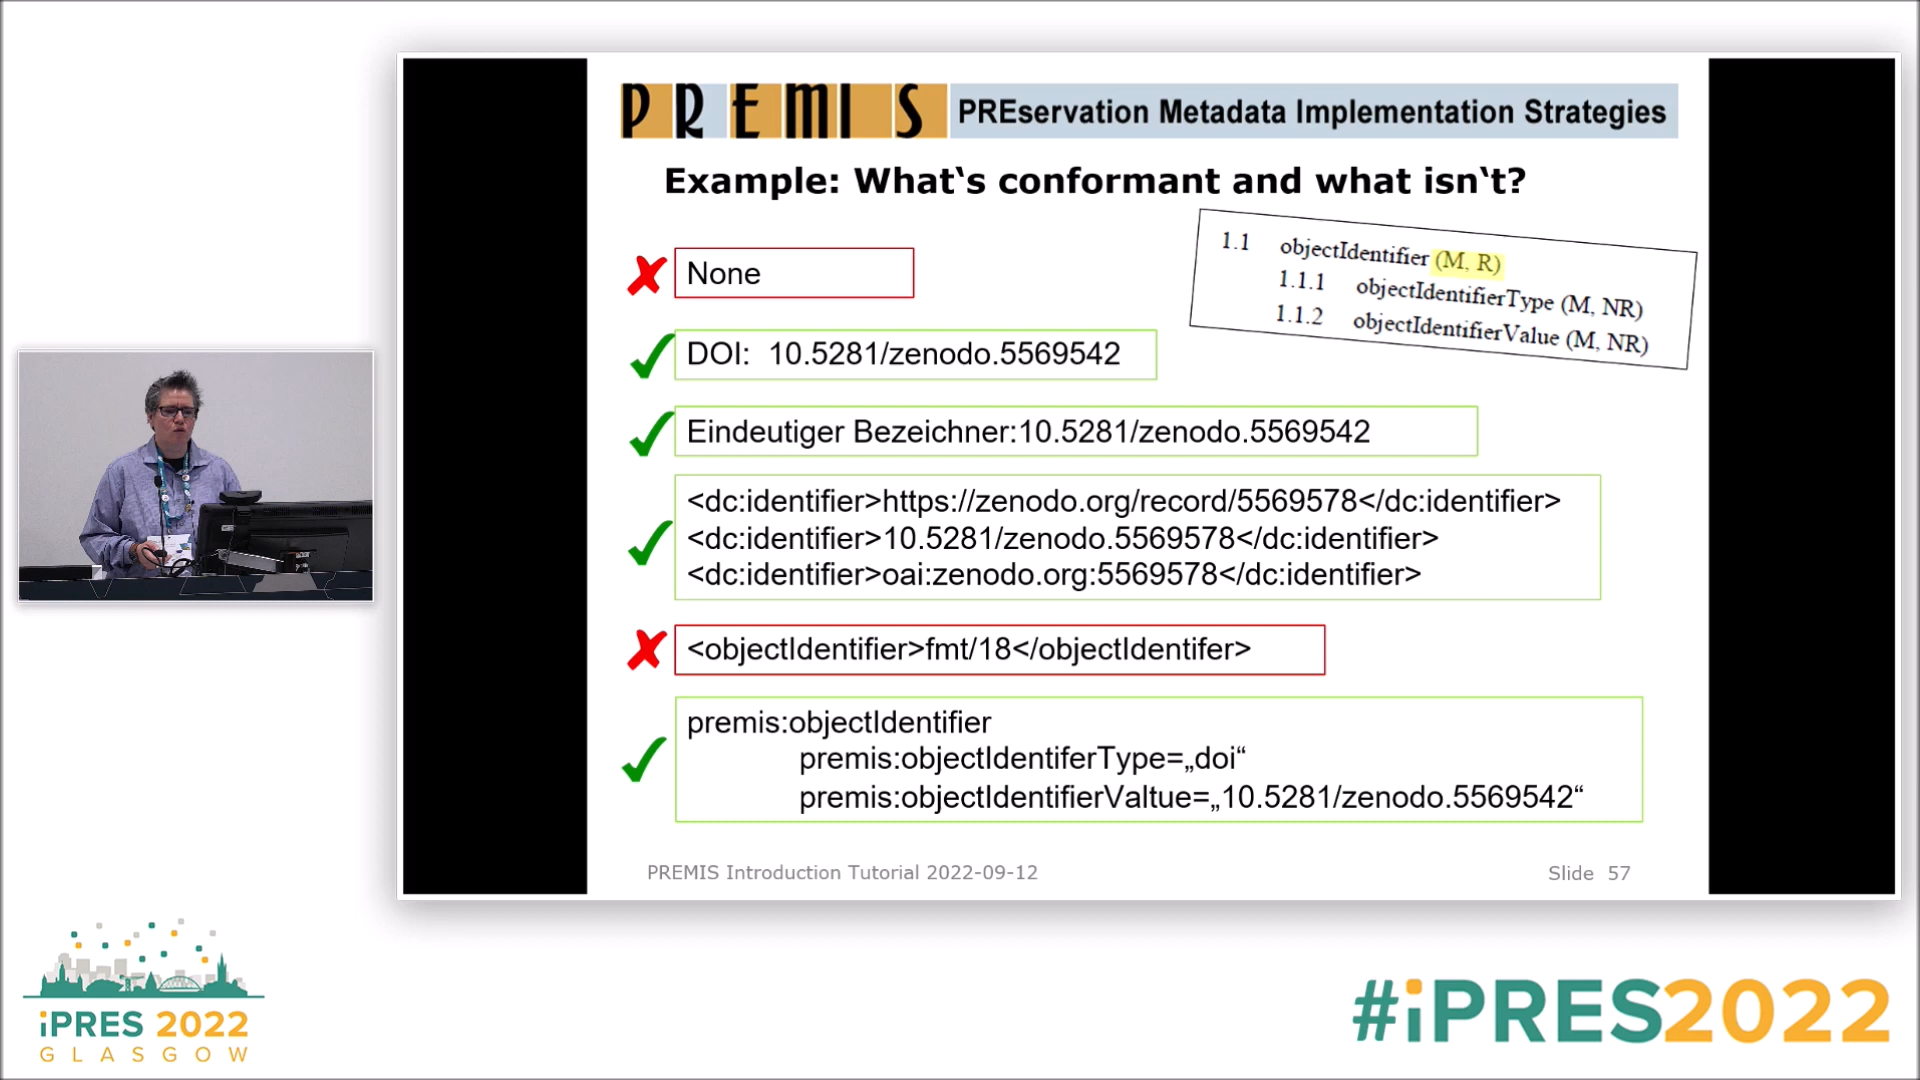 PREMIS PREservation Metadata Implementation Strategies
Example: What‘s conformant and what isn‘t?
1.1 objectIdentifier (M, R)
1.1.1 objectIdentifierType (M, NR)
1.1.2 objectIdentifierValue (M, NR)
None
DOI: 10.5281/zenodo.5569542
Eindeutiger Bezeichner:10.5281/zenodo.5569542
<dc:identifier>https://zenodo.org/record/5569578</dc:identifier>
<dc:identifier>10.5281/zenodo.5569578</dc:identifier>
<dc:identifier>oai:zenodo.org:5569578</dc:identifier>
<objectIdentifier>fmt/18</objectIdentifer>
premis:objectIdentifier
premis:objectIdentiferType=„doi“
premis:objectIdentifierValtue=„10.5281/zenodo.5569542“
PREMIS Introduction Tutorial 2022-09-12
Slide 57
iPRES 2022
GLASGOW
#iPRES2022